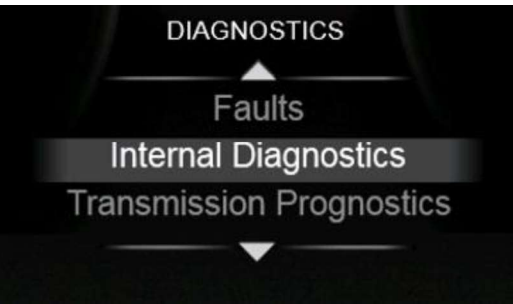 DIAGNOSTICS
Faults
Internal Diagnostics
Transmission Prognostics